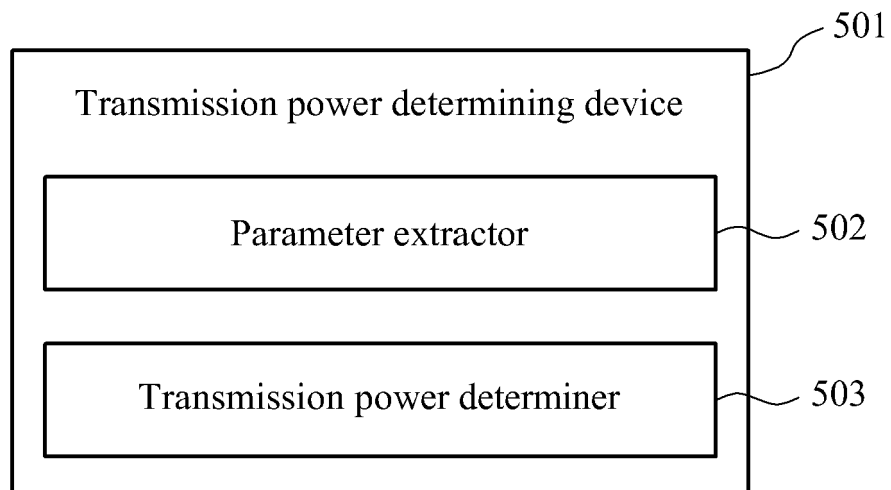 501
Transmission power determining device
Parameter extractor
502
Transmission power determiner
503